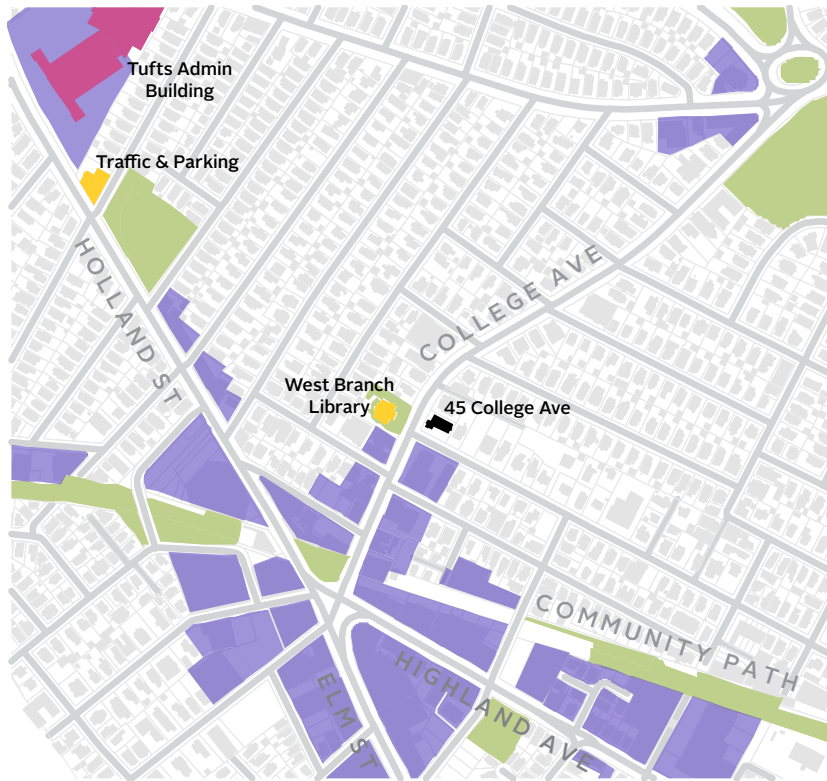 Tufts Admin
Building
Traffic & Parking
HOLLAND ST
COLLEGE AVE
West Branch
Library
45 College Ave
COMMUNITY PATH
HIGHLAND AVE
ELM ST